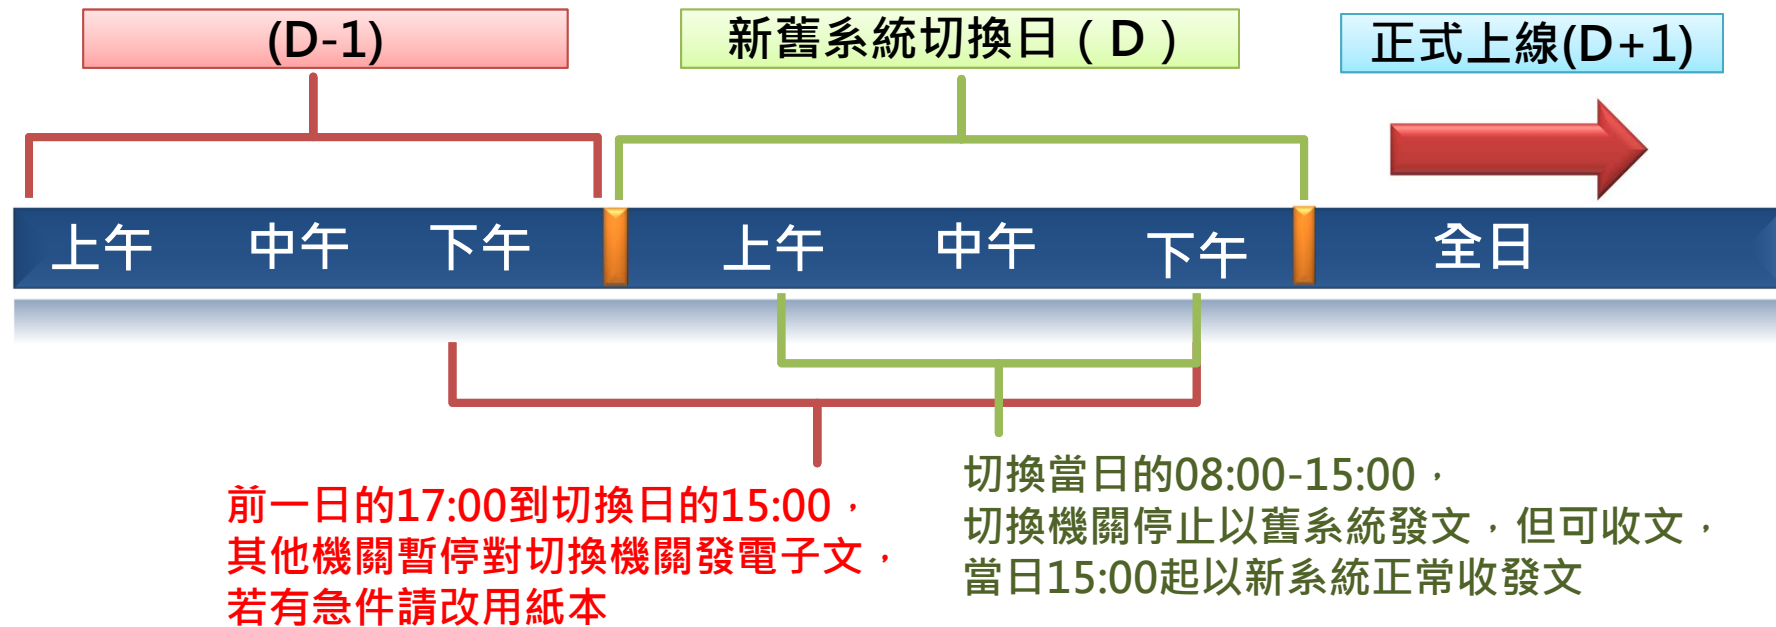 (D-1)
新舊系統切換日（D）
正式上線(D+1)
上午 中午 下午 上午 中午 下午 全日
前一日的17:00到切換日的15:00，
其他機關暫停對切換機關發電子文，
若有急件請改用紙本
切換當日的08:00-15:00，
切換機關停止以舊系統發文，但可收文，
當日15:00起以新系統正常收發文